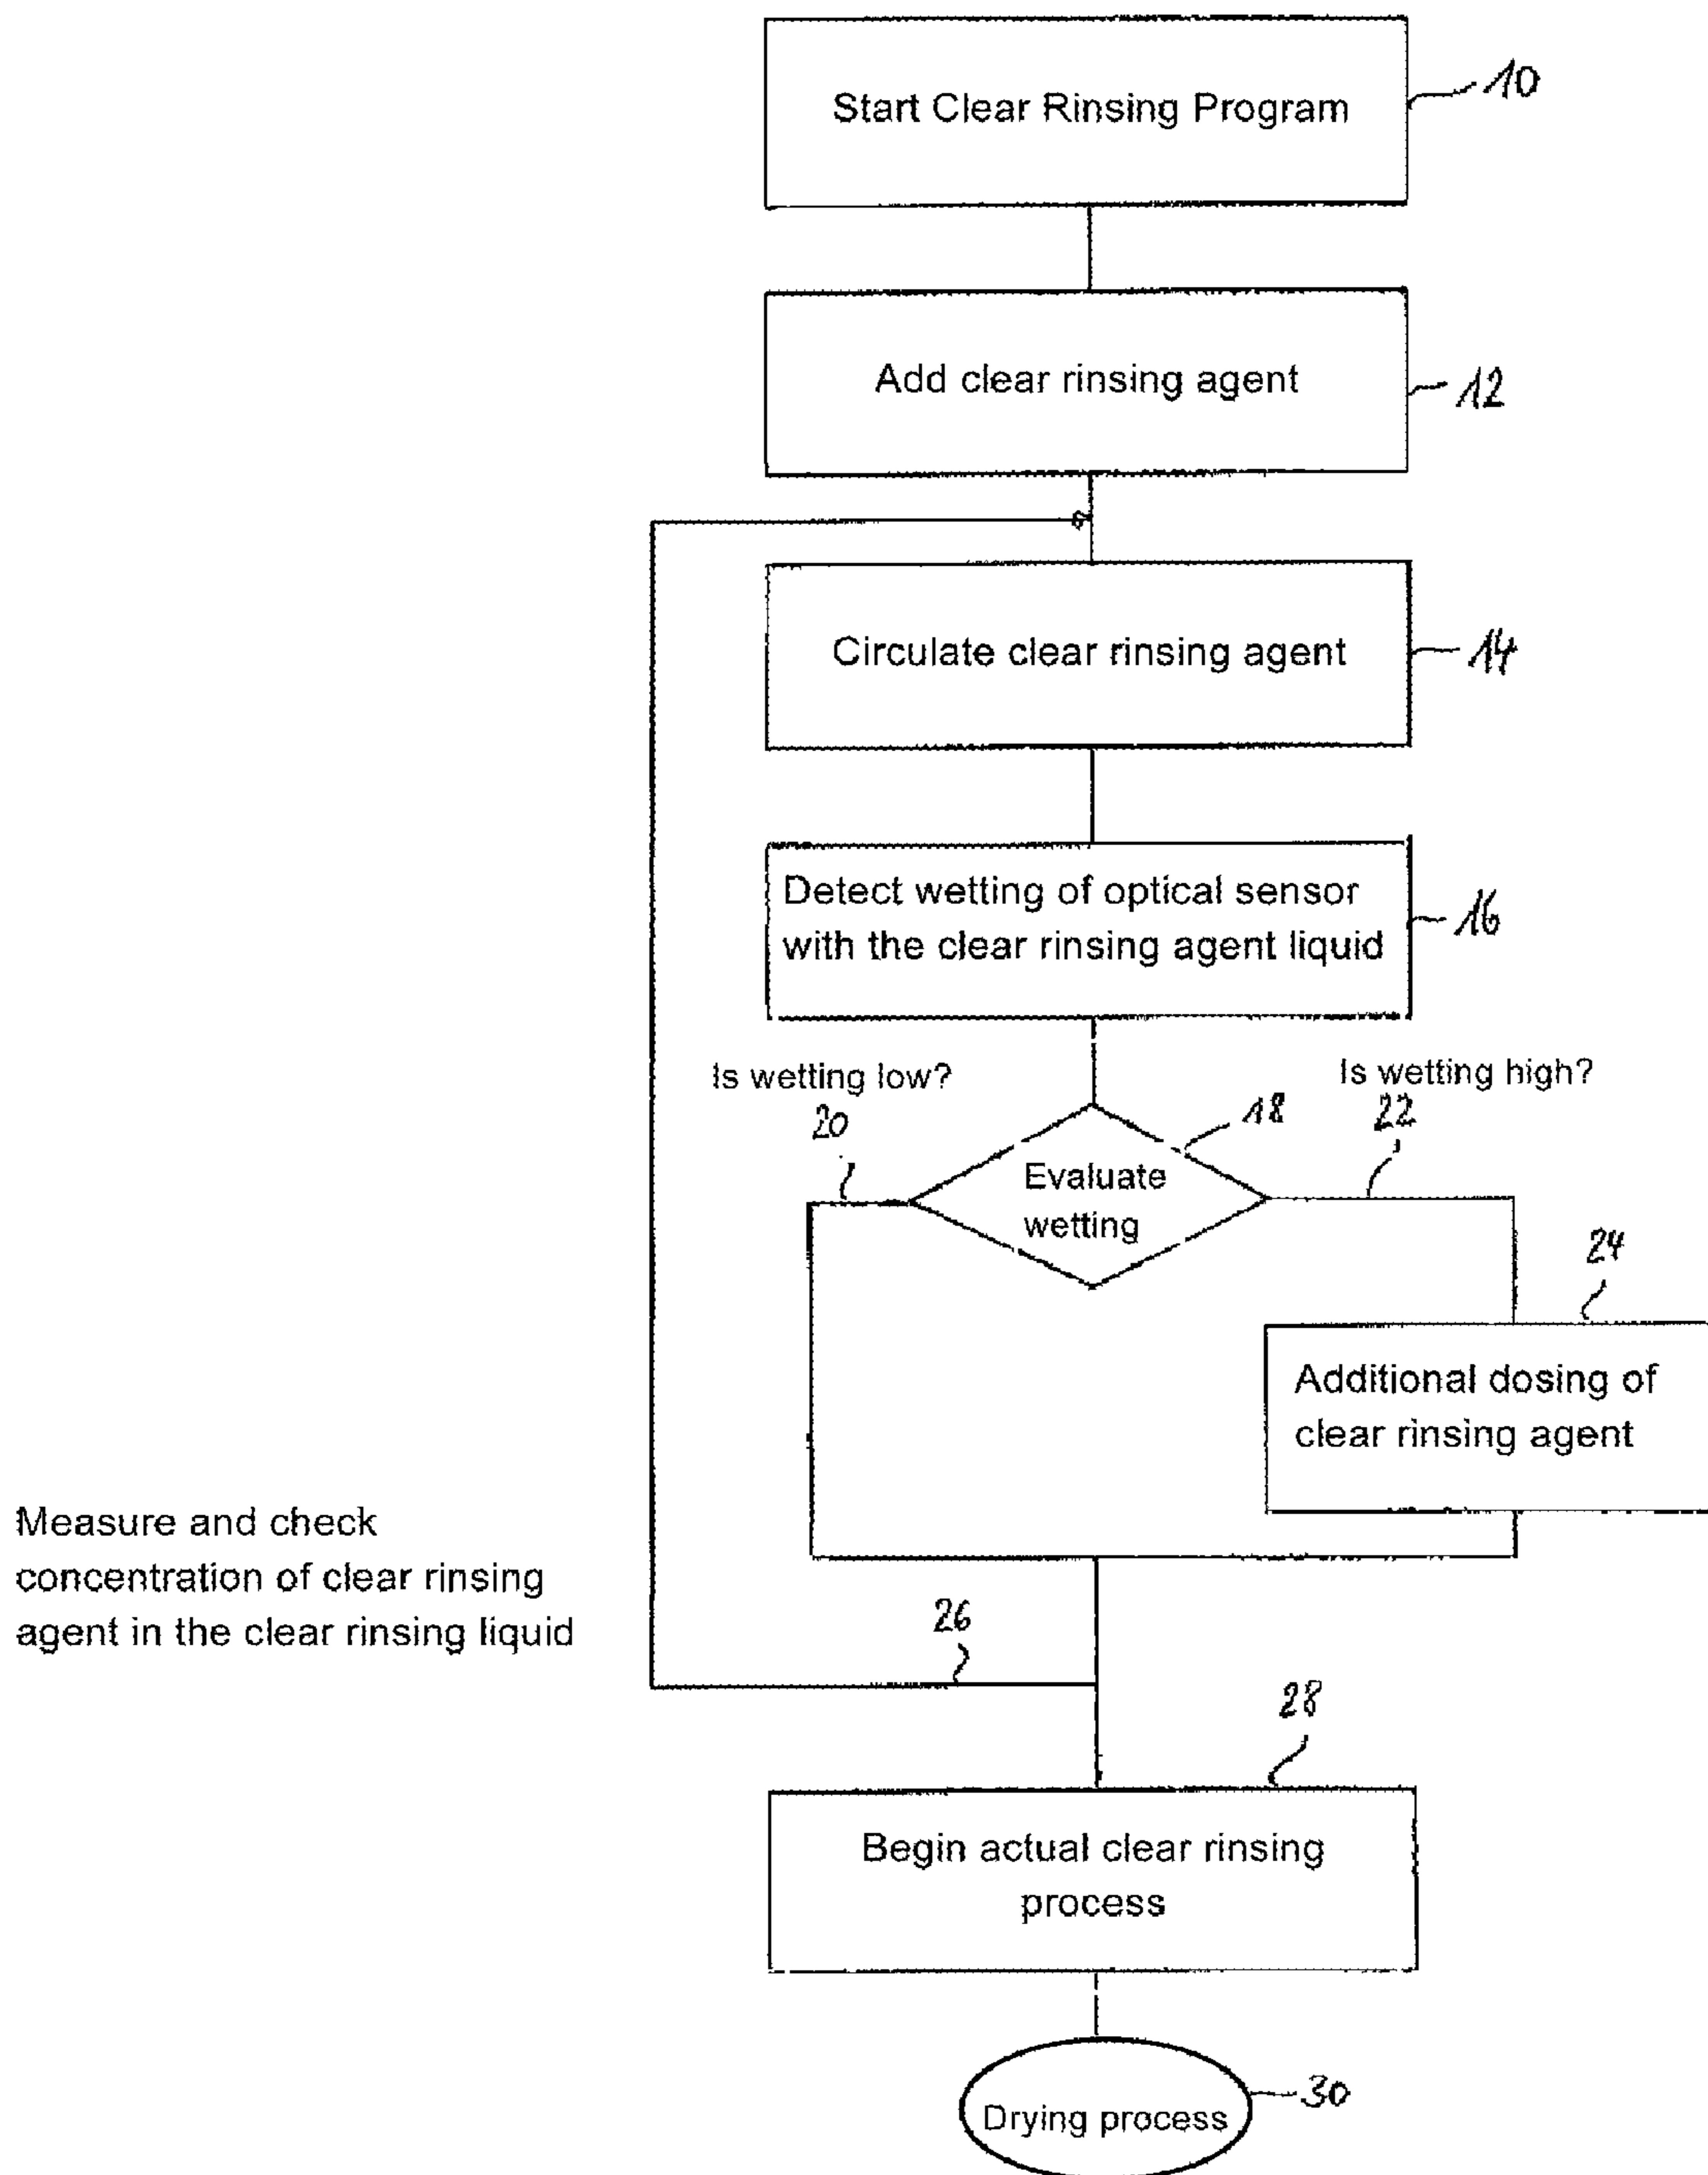 Start Clear Rinsing Program
10
Add clear rinsing agent
12
Circulate clear rinsing agent
14
Detect wetting of optical sensor
with the clear rinsing agent liquid
16
Is wetting low?
20
Is wetting high?
22
18
Evaluate
wetting
24
Additional dosing of
clear rinsing agent
Measure and check
concentration of clear rinsing
agent in the clear rinsing liquid
26
28
Begin actual clear rinsing
process
Drying process
30